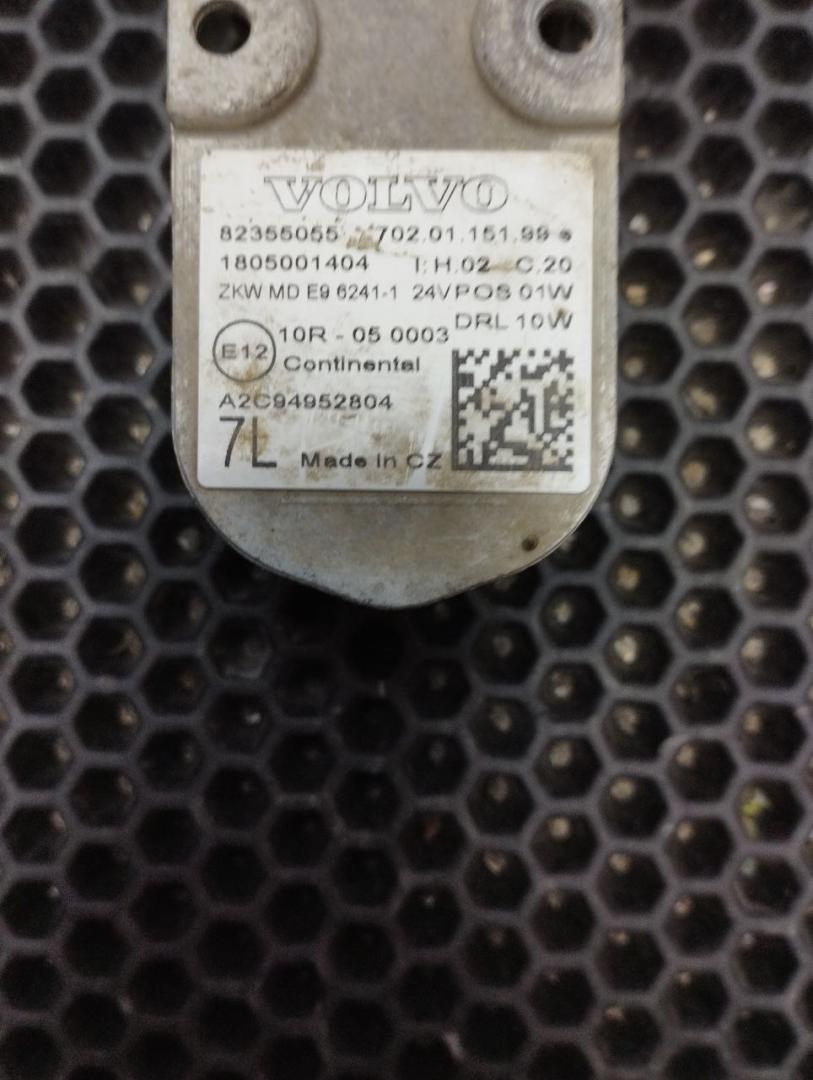 VOLVO
82355055 702.01.151.99
1805001404 I: H.02 C.20
ZKW MD E9 6241-1 24V POS 01W
DRL 10W
E12 10R - 05 0003
Continental
A2C94952804
7L Made in CZ